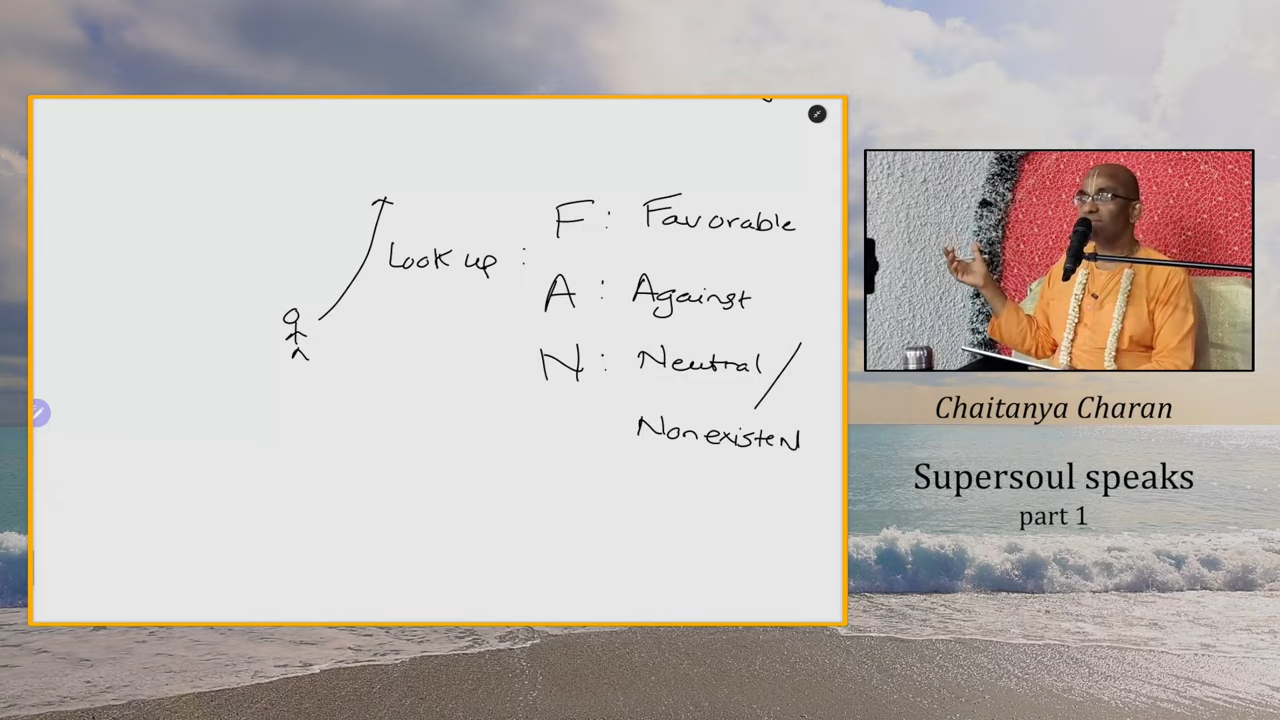 Look up :
F : Favorable
A : Against
N : Neutral /
NonexisteN
Chaitanya Charan
Supersoul speaks
part 1